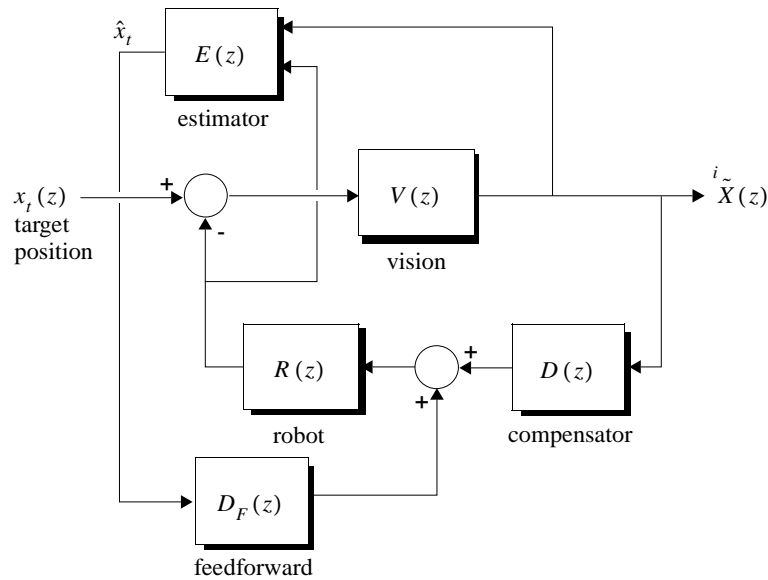 x̂_t
E(z)
estimator
x_t(z)
target
position
+
-
V(z)
vision
i X̃(z)
R(z)
robot
+
+
D(z)
compensator
D_F(z)
feedforward